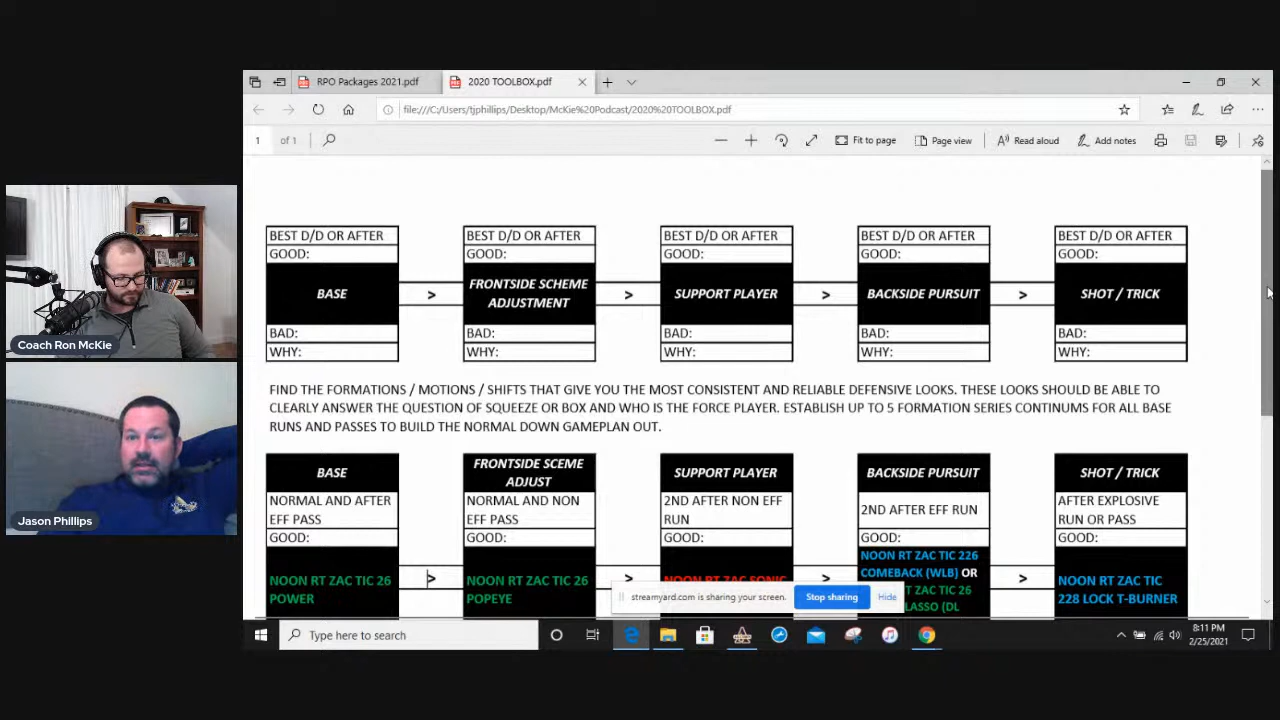 RPO Packages 2021.pdf
2020 TOOLBOX.pdf
file:///C:/Users/tjphillips/Desktop/McKie%20Podcast/2020%20TOOLBOX.pdf
1 of 1 Fit to page Page view Read aloud Add notes
BEST D/D OR AFTER BEST D/D OR AFTER BEST D/D OR AFTER BEST D/D OR AFTER BEST D/D OR AFTER
GOOD: GOOD: GOOD: GOOD: GOOD:
BASE > FRONTSIDE SCHEME > SUPPORT PLAYER > BACKSIDE PURSUIT > SHOT / TRICK
ADJUSTMENT
BAD: BAD: BAD: BAD: BAD:
WHY: WHY: WHY: WHY: WHY:
Coach Ron McKie
FIND THE FORMATIONS / MOTIONS / SHIFTS THAT GIVE YOU THE MOST CONSISTENT AND RELIABLE DEFENSIVE LOOKS. THESE LOOKS SHOULD BE ABLE TO
CLEARLY ANSWER THE QUESTION OF SQUEEZE OR BOX AND WHO IS THE FORCE PLAYER. ESTABLISH UP TO 5 FORMATION SERIES CONTINUMS FOR ALL BASE
RUNS AND PASSES TO BUILD THE NORMAL DOWN GAMEPLAN OUT.
BASE FRONTSIDE SCEME SUPPORT PLAYER BACKSIDE PURSUIT SHOT / TRICK
ADJUST
NORMAL AND AFTER NORMAL AND NON 2ND AFTER NON EFF 2ND AFTER EFF RUN AFTER EXPLOSIVE
EFF PASS EFF PASS RUN RUN OR PASS
GOOD: GOOD: GOOD: GOOD: GOOD:
Jason Phillips
NOON RT ZAC TIC 226
COMEBACK (WLB) OR
NOON RT ZAC TIC 26 > NOON RT ZAC TIC 26 > NOON RT ZAC SONIC > NOON RT ZAC TIC
POWER POPEYE T ZAC TIC 26 228 LOCK T-BURNER
LASSO (DL
streamyard.com is sharing your screen. Stop sharing Hide
Type here to search
8:11 PM
2/25/2021